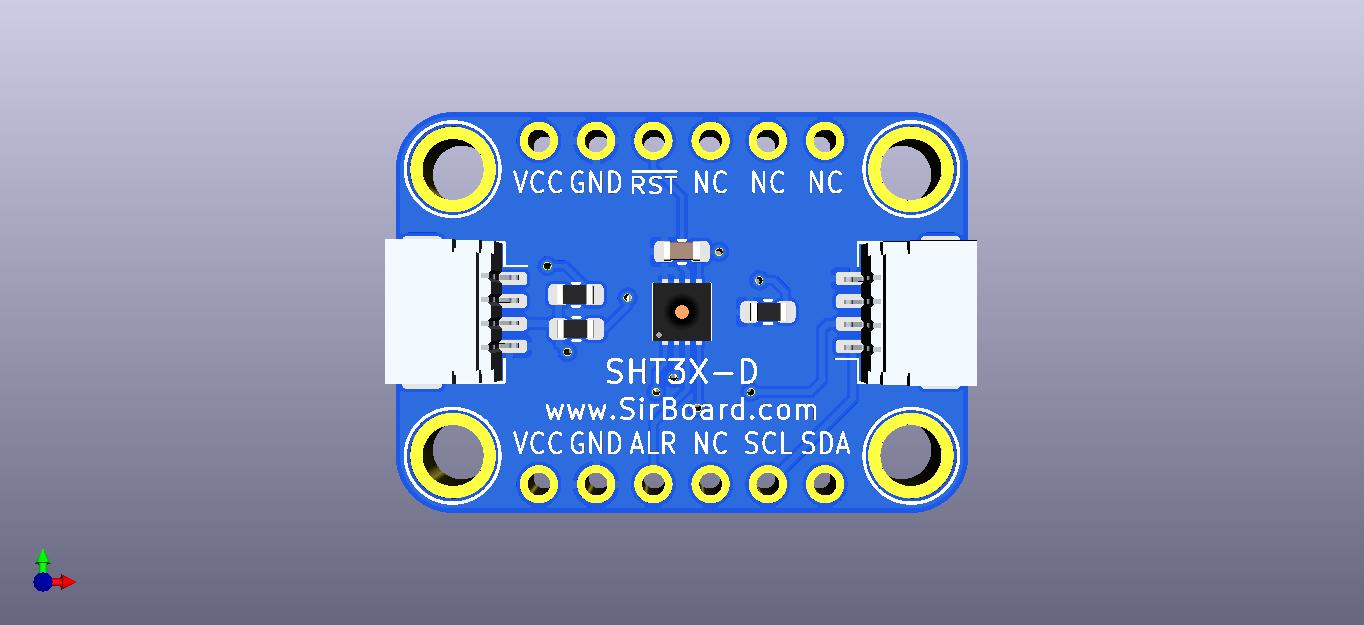 VCC GND RST NC NC NC
SHT3X-D
www.SirBoard.com
VCC GND ALR NC SCL SDA